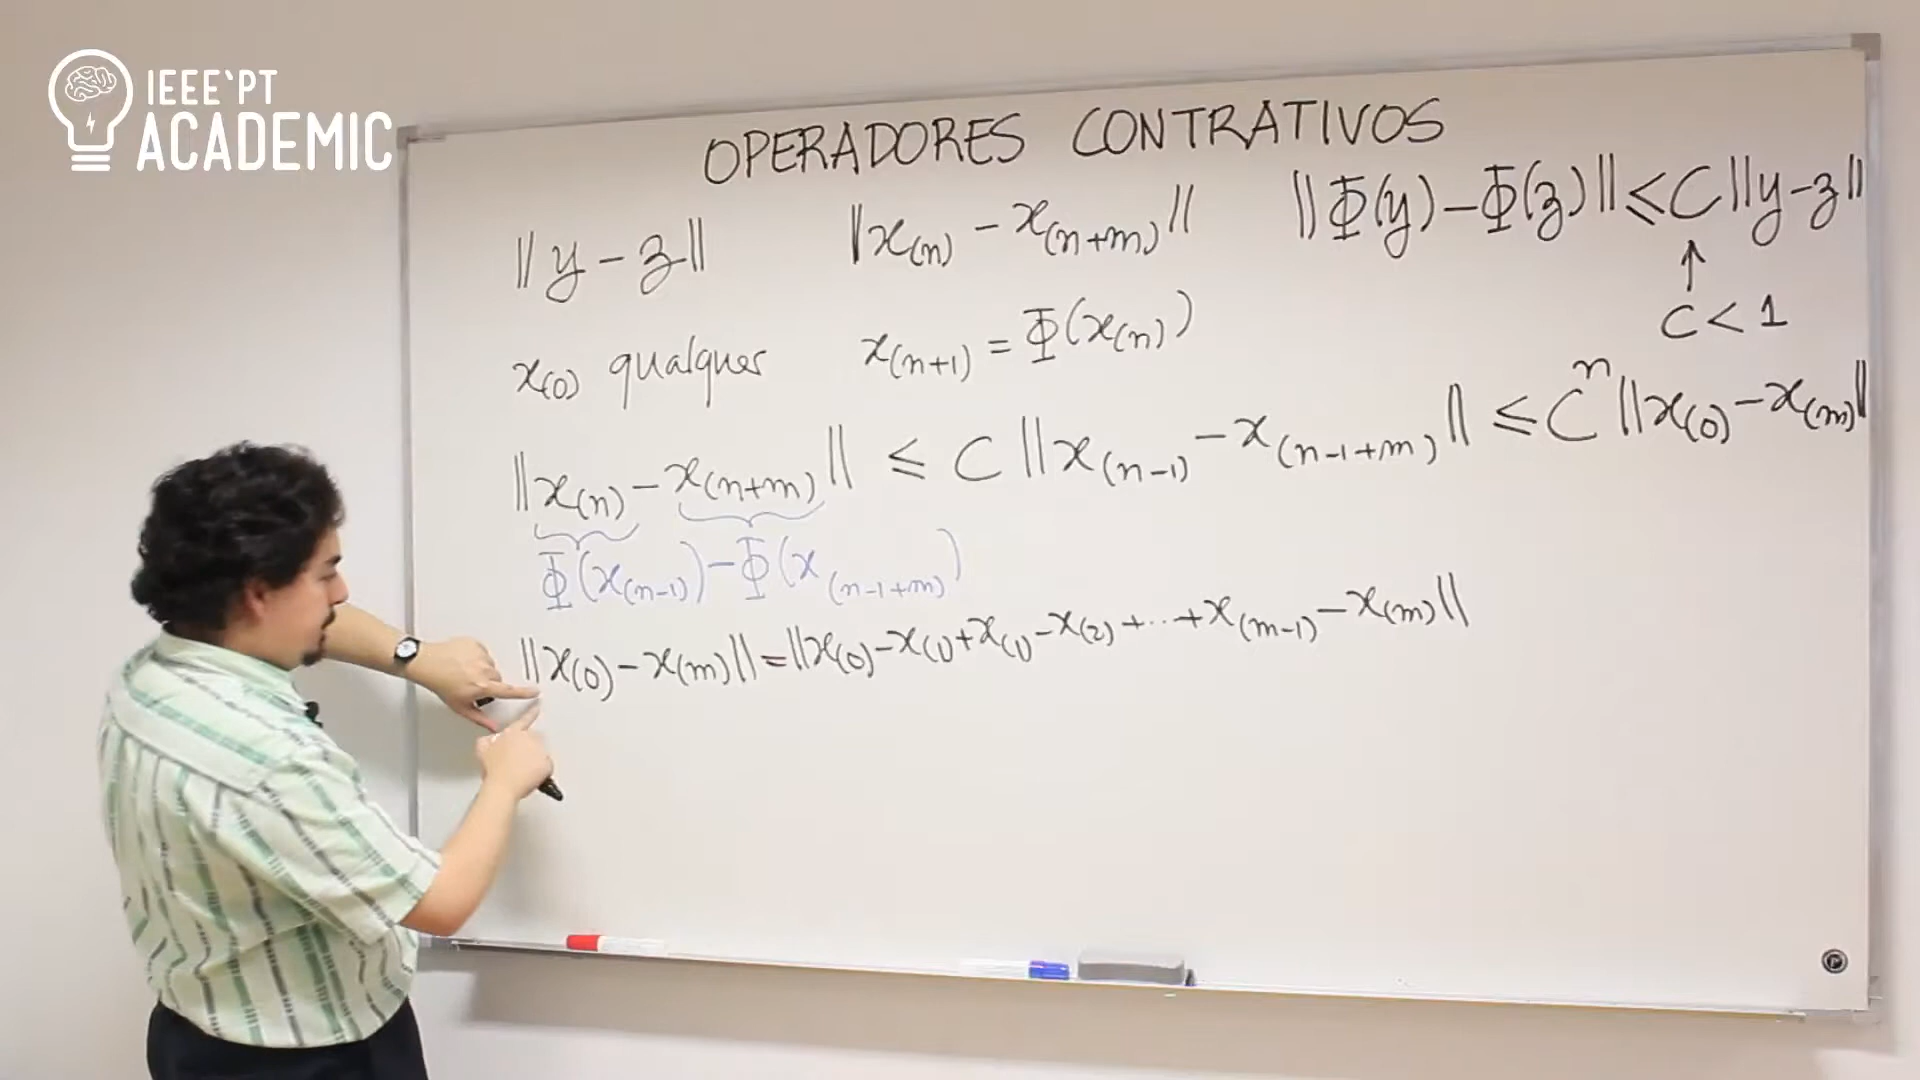 IEEE`PT
ACADEMIC
OPERADORES CONTRATIVOS
||y-z|| ||x(n) - x(n+m)|| ||Φ(y)-Φ(z)||≤C||y-z||
↑
C<1
x(0) qualquer x(n+1) = Φ(x(n))
||x(n)-x(n+m)|| ≤ C||x(n-1)-x(n-1+m)|| ≤ C^n||x(0)-x(m)||
Φ(x(n-1))-Φ(x(n-1+m))
||x(0)-x(m)||=||x(0)-x(1)+x(1)-x(2)+...+x(m-1)-x(m)||